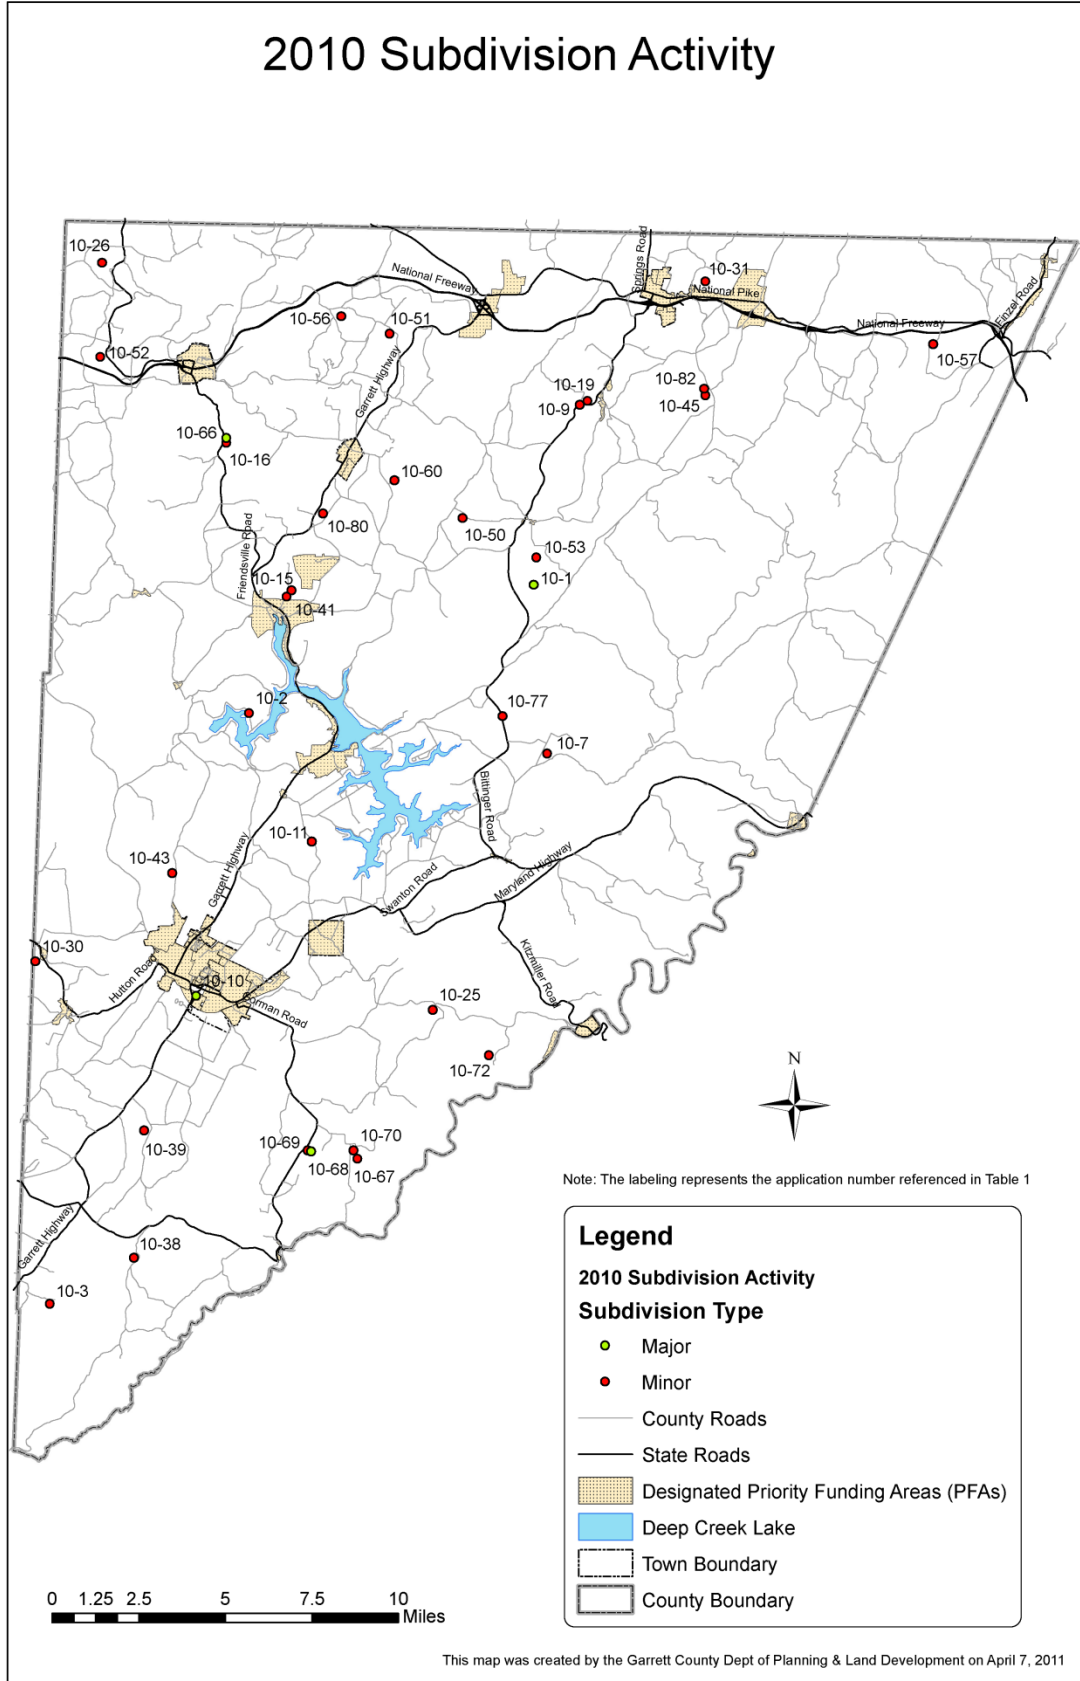 2010 Subdivision Activity
10-26
10-31
Springs Road
National Freeway
National Pike
Finzel Road
10-56
10-51
National Freeway
10-52
10-57
Garrett Highway
10-19
10-82
10-9
10-45
10-66
10-16
10-60
10-80
10-50
Friendsville Road
10-53
10-15
10-1
10-41
10-2
10-77
10-7
Bittinger Road
10-11
10-43
Garrett Highway
Maryland Highway
Swanton Road
10-30
Hutton Road
Kitzmiller Road
10-10
Gorman Road
10-25
10-72
N
10-39
10-69
10-70
10-68
10-67
Note: The labeling represents the application number referenced in Table 1
Garrett Highway
10-38
10-3
Legend
2010 Subdivision Activity
Subdivision Type
Major
Minor
County Roads
State Roads
Designated Priority Funding Areas (PFAs)
Deep Creek Lake
Town Boundary
County Boundary
0 1.25 2.5 5 7.5 10
Miles
This map was created by the Garrett County Dept of Planning & Land Development on April 7, 2011